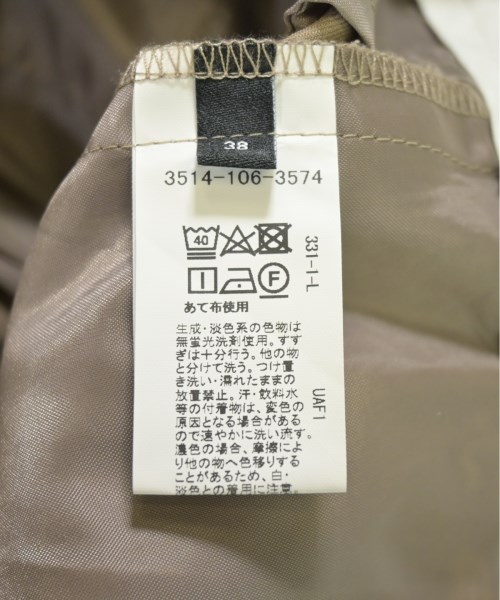 38
3514-106-3574
40
F
あて布使用
331-1-L
生成・淡色系の色物は
無蛍光洗剤使用。すす
ぎは十分行う。他の物
と分けて洗う。つけ置
き洗い・濡れたままの
放置禁止。汗・飲料水
等の付着物は、変色の
原因となる場合がある
ので速やかに洗い流す。
濃色の場合、摩擦によ
り他の物へ色移りする
ことがあるため、白・
淡色との着用に注意。
UAF1